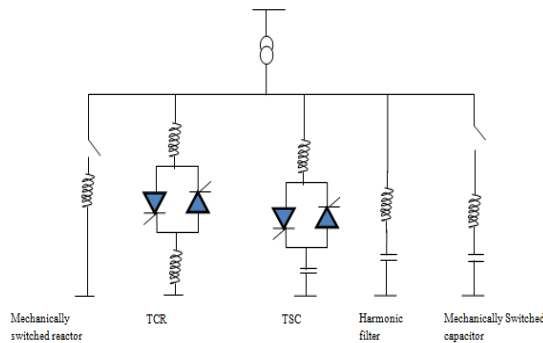 Mechanically
switched reactor
TCR
TSC
Harmonic
filter
Mechanically Switched
capacitor